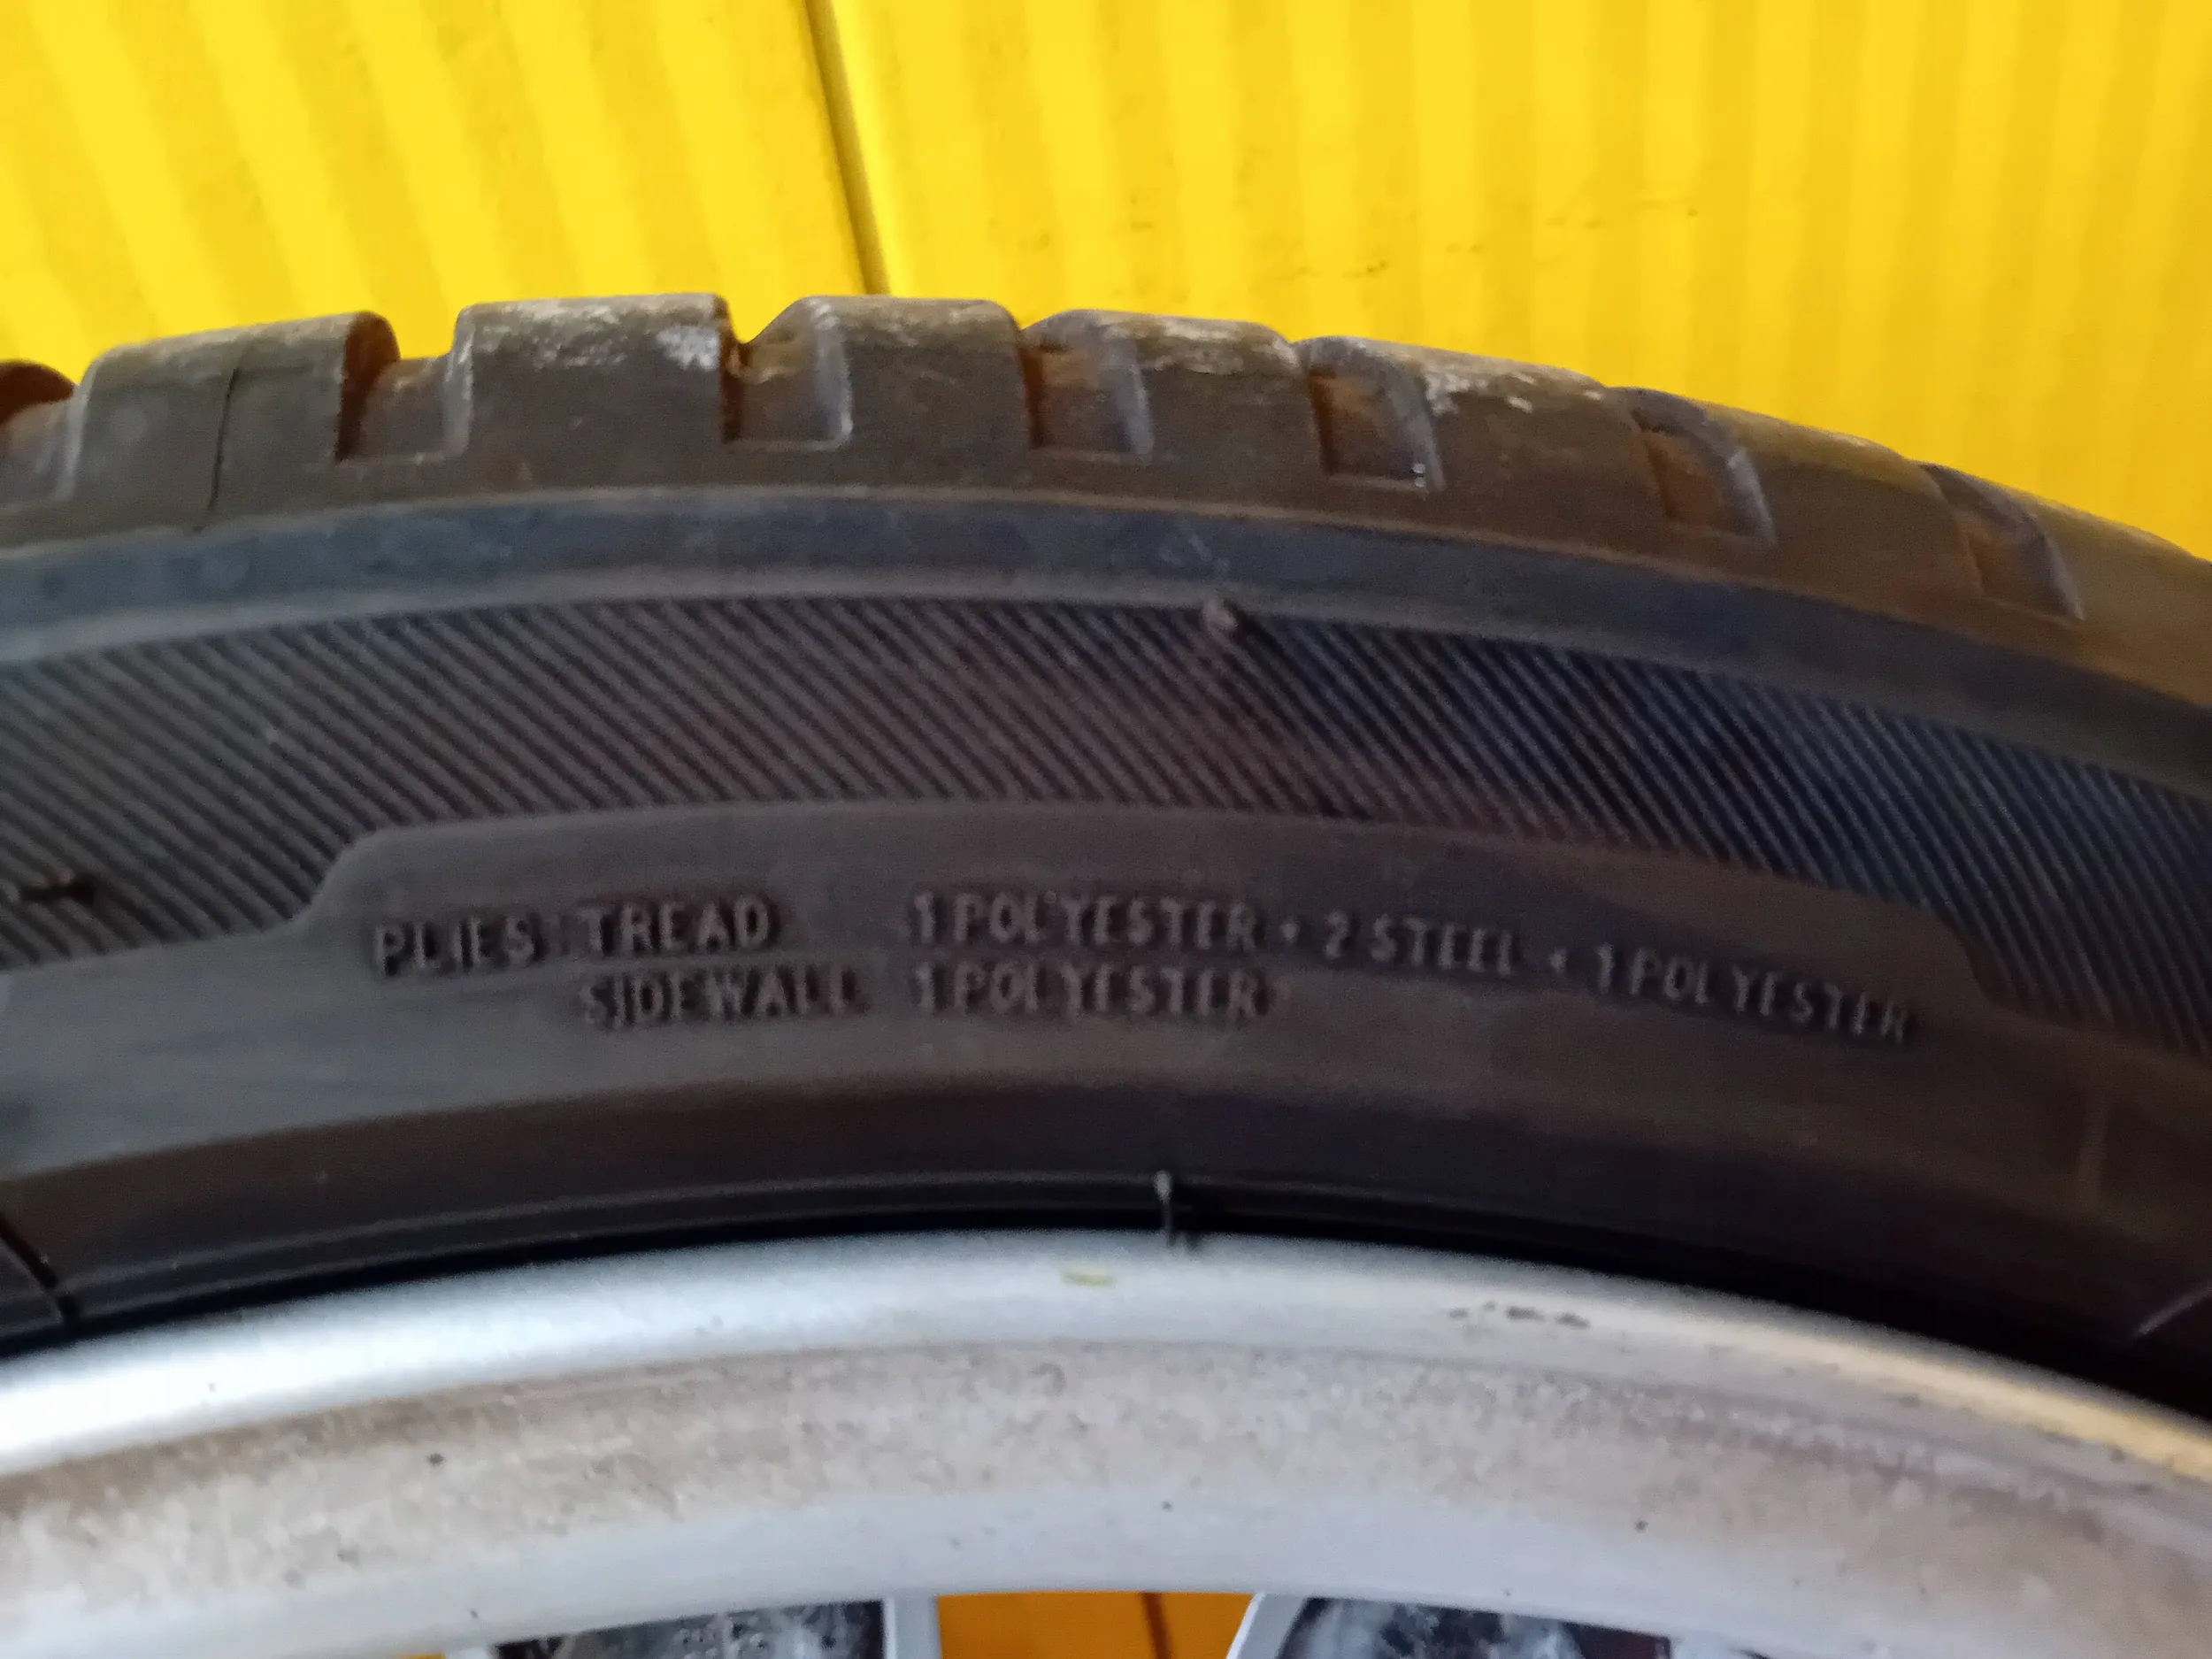 PLIES: TREAD 1 POLYESTER + 2 STEEL + 1 POLYESTER
SIDEWALL 1 POLYESTER